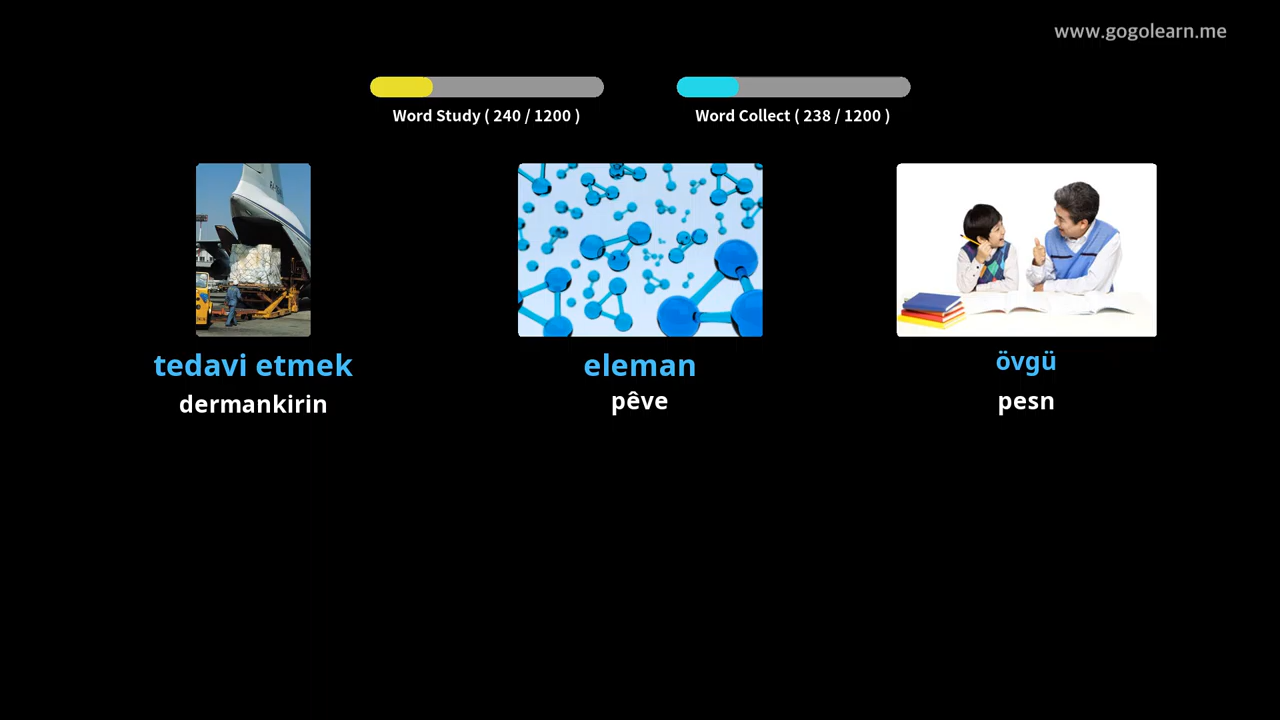 www.gogolearn.me
Word Study ( 240 / 1200 )
Word Collect ( 238 / 1200 )
tedavi etmek
eleman
övgü
dermankirin
pêve
pesn